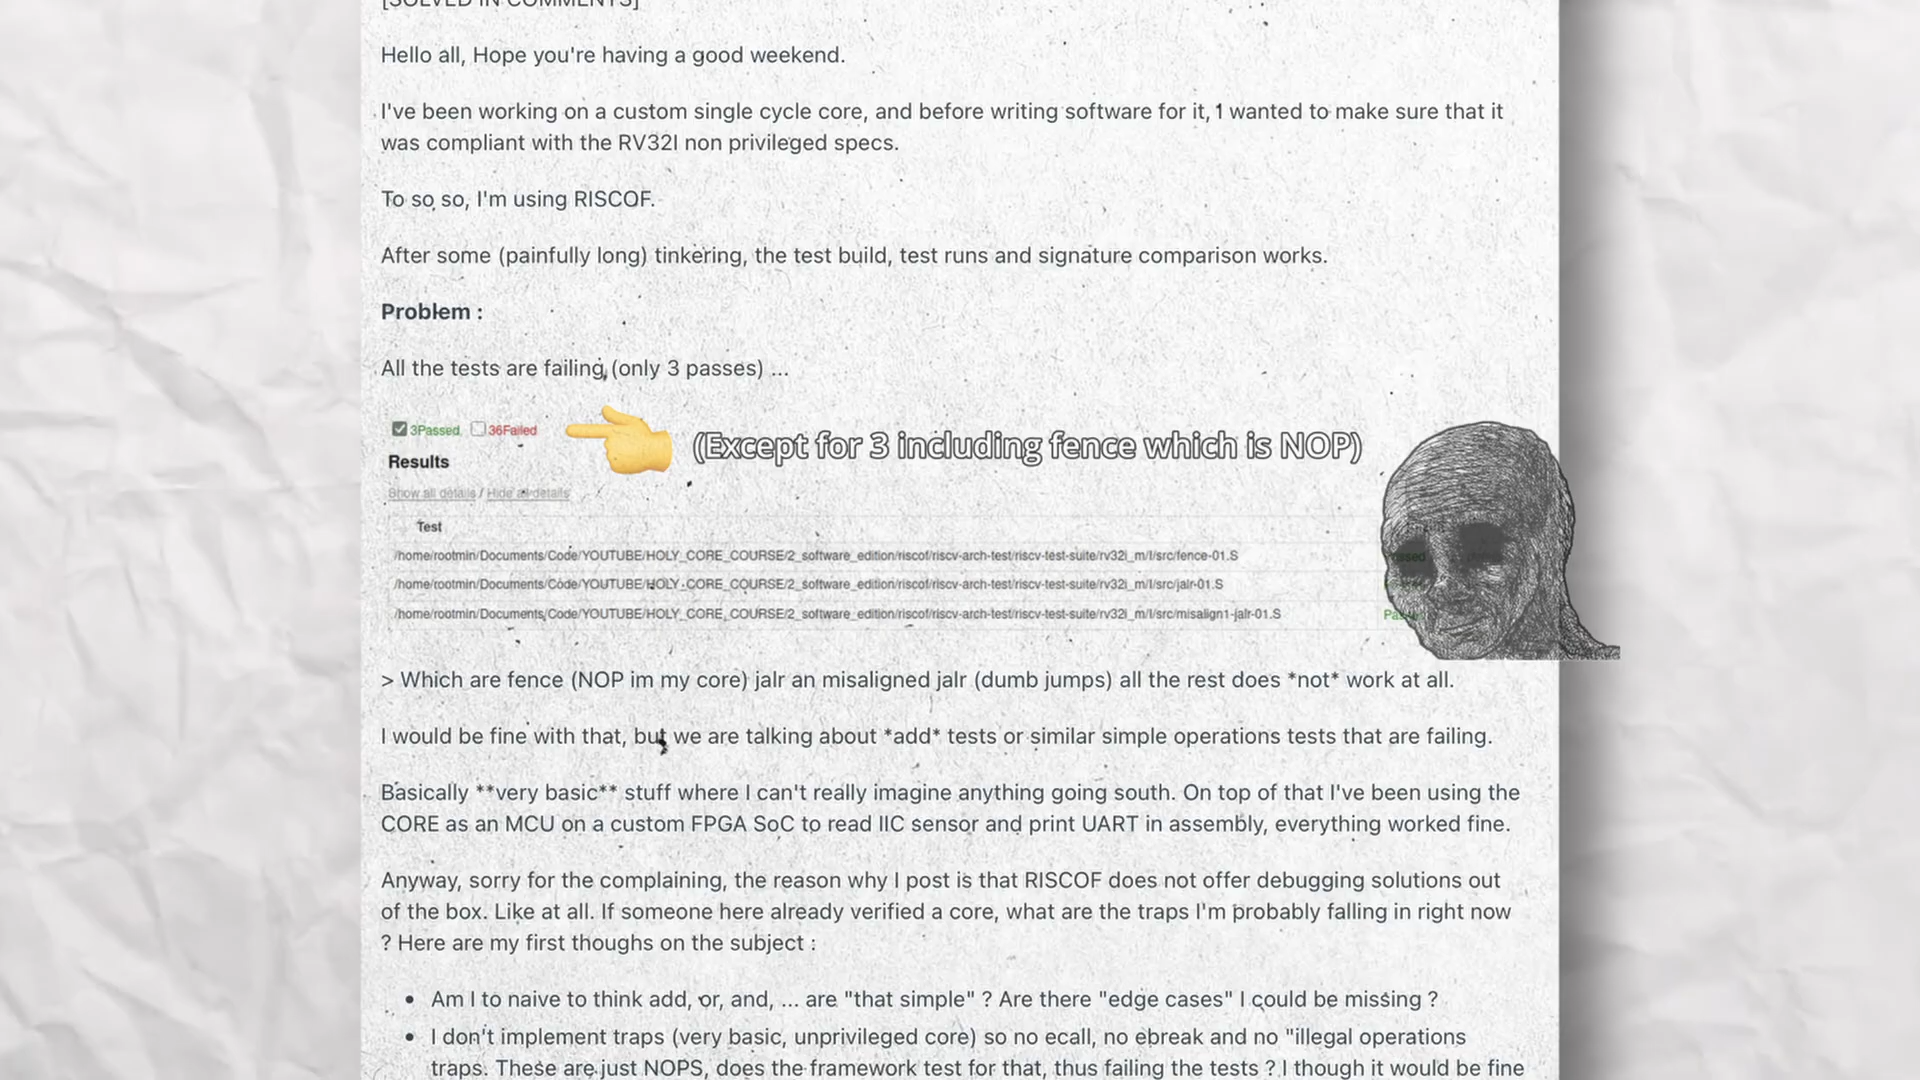 [SOLVED IN COMMENTS]
Hello all, Hope you're having a good weekend.
I've been working on a custom single cycle core, and before writing software for it, I wanted to make sure that it
was compliant with the RV32I non privileged specs.
To so so, I'm using RISCOF.
After some (painfully long) tinkering, the test build, test runs and signature comparison works.
Problem :
All the tests are failing (only 3 passes) ...
3Passed 36Failed
(Except for 3 including fence which is NOP)
Results
Show all details / Hide all details
Test
/home/rootmin/Documents/Code/YOUTUBE/HOLY_CORE_COURSE/2_software_edition/riscof/riscv-arch-test/riscv-test-suite/rv32i_m/I/src/fence-01.S
/home/rootmin/Documents/Code/YOUTUBE/HOLY_CORE_COURSE/2_software_edition/riscof/riscv-arch-test/riscv-test-suite/rv32i_m/I/src/jalr-01.S
/home/rootmin/Documents/Code/YOUTUBE/HOLY_CORE_COURSE/2_software_edition/riscof/riscv-arch-test/riscv-test-suite/rv32i_m/I/src/misalign1-jalr-01.S
> Which are fence (NOP im my core) jalr an misaligned jalr (dumb jumps) all the rest does *not* work at all.
I would be fine with that, but we are talking about *add* tests or similar simple operations tests that are failing.
Basically **very basic** stuff where I can't really imagine anything going south. On top of that I've been using the
CORE as an MCU on a custom FPGA SoC to read IIC sensor and print UART in assembly, everything worked fine.
Anyway, sorry for the complaining, the reason why I post is that RISCOF does not offer debugging solutions out
of the box. Like at all. If someone here already verified a core, what are the traps I'm probably falling in right now
? Here are my first thoughs on the subject :
• Am I to naive to think add, or, and, ... are "that simple" ? Are there "edge cases" I could be missing ?
• I don't implement traps (very basic, unprivileged core) so no ecall, no ebreak and no "illegal operations
traps. These are just NOPS, does the framework test for that, thus failing the tests ? I though it would be fine